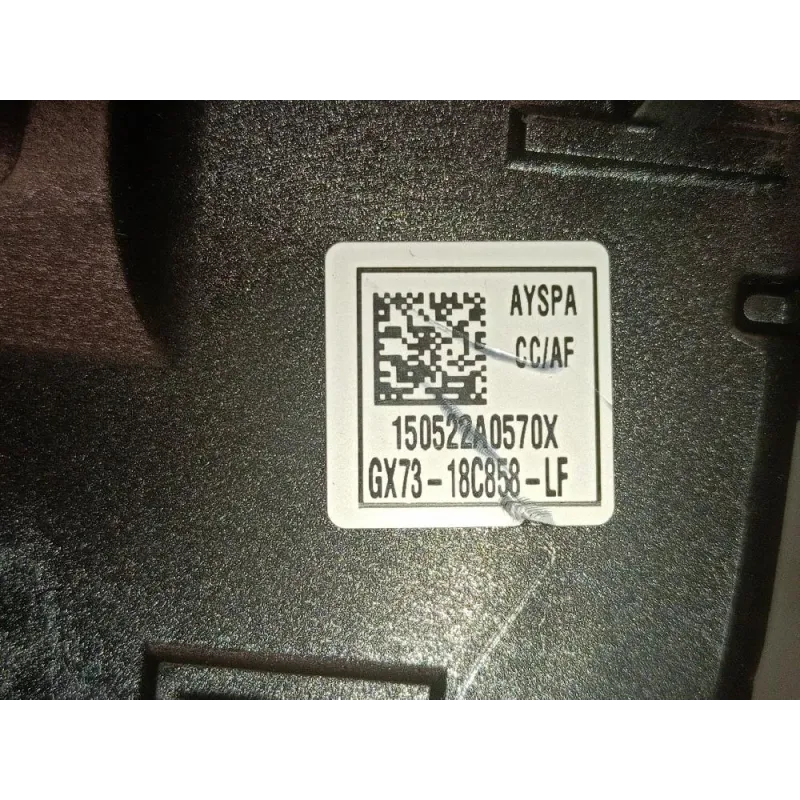 AYSPA
CC/AF
150522A0570X
GX73-18C858-LF